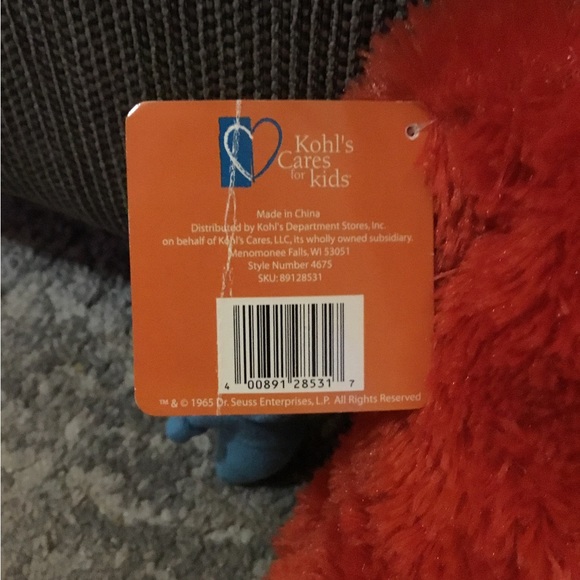 Kohl's
Cares
for
kids™
Made in China
Distributed by Kohl's Department Stores, Inc.
on behalf of Kohl's Cares, LLC, its wholly owned subsidiary.
Menomonee Falls, WI 53051
Style Number 4675
SKU: 89128531
4 00891 28531 7
™ & © 1965 Dr. Seuss Enterprises, L.P. All Rights Reserved